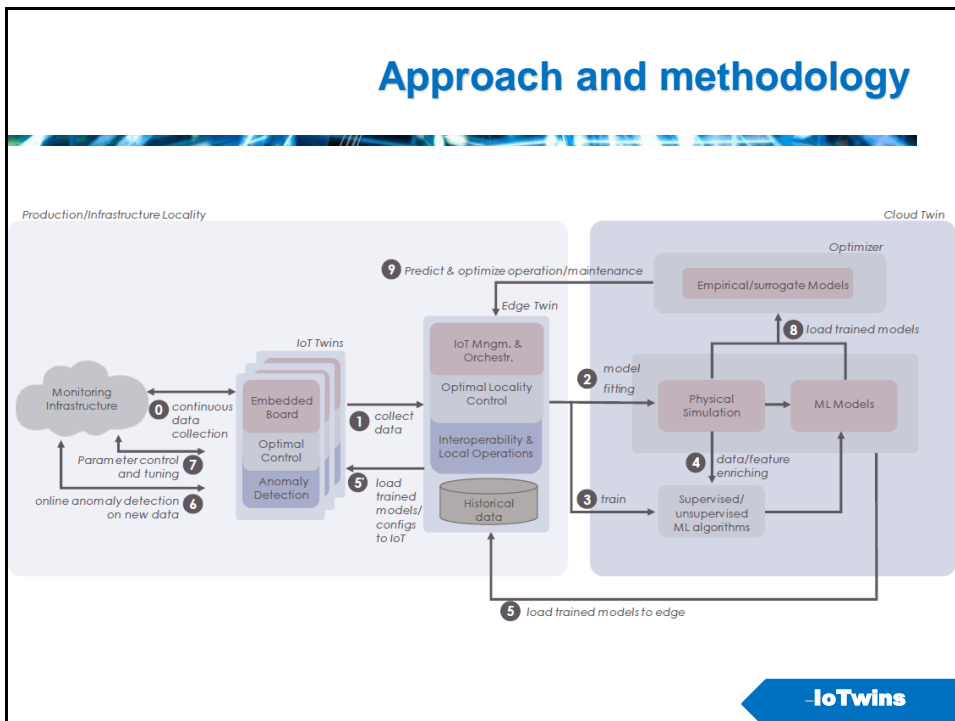 Approach and methodology
Production/Infrastructure Locality
Cloud Twin
Optimizer
9 Predict & optimize operation/maintenance
Empirical/surrogate Models
Edge Twin
8 load trained models
IoT Twins
IoT Mngm. &
Orchestr.
2 model
fitting
Monitoring
Infrastructure
0 continuous
data
collection
Embedded
Board
1 collect
data
Optimal Locality
Control
Physical
Simulation
ML Models
Optimal
Control
Interoperability &
Local Operations
4 data/feature
enriching
Parameter control
and tuning 7
Anomaly
Detection
5' load
trained
models/
configs
to IoT
online anomaly detection
on new data 6
Historical
data
3 train
Supervised/
unsupervised
ML algorithms
5 load trained models to edge
–IoTwins